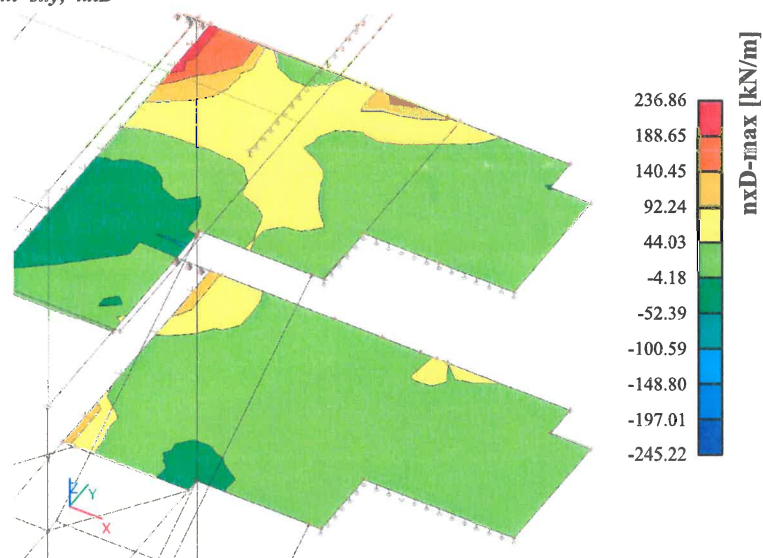 nxD-max [kN/m]
236.86
188.65
140.45
92.24
44.03
-4.18
-52.39
-100.59
-148.80
-197.01
-245.22
Z
Y
X